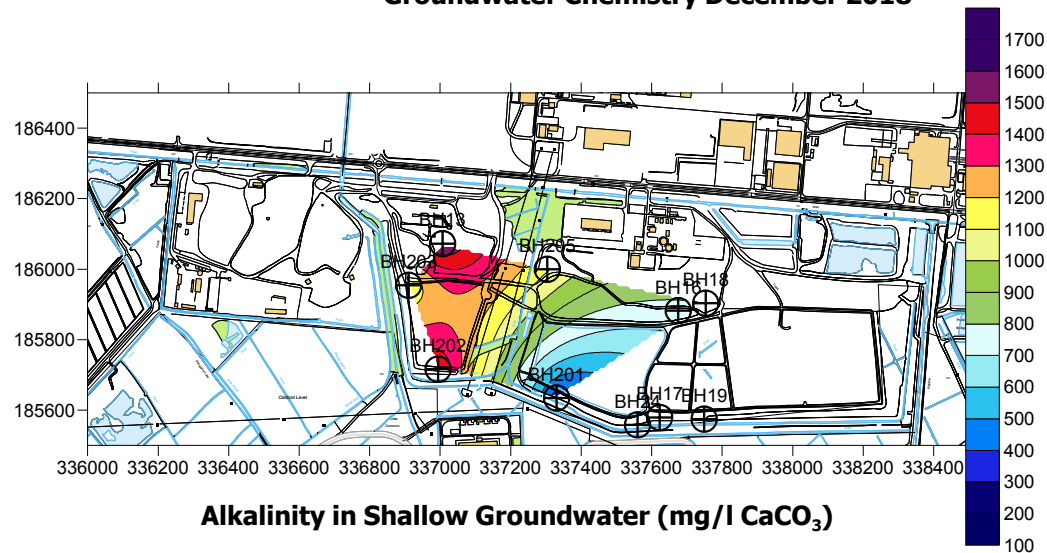 Groundwater Chemistry December 2018
1700
1600
1500
1400
1300
1200
1100
1000
900
800
700
600
500
400
300
200
100
186400
186200
186000
185800
185600
BH13
BH205
BH18
BH16
BH202
BH201
BH17
BH19
Caldicot Level
336000 336200 336400 336600 336800 337000 337200 337400 337600 337800 338000 338200 338400
Alkalinity in Shallow Groundwater (mg/l CaCO₃)